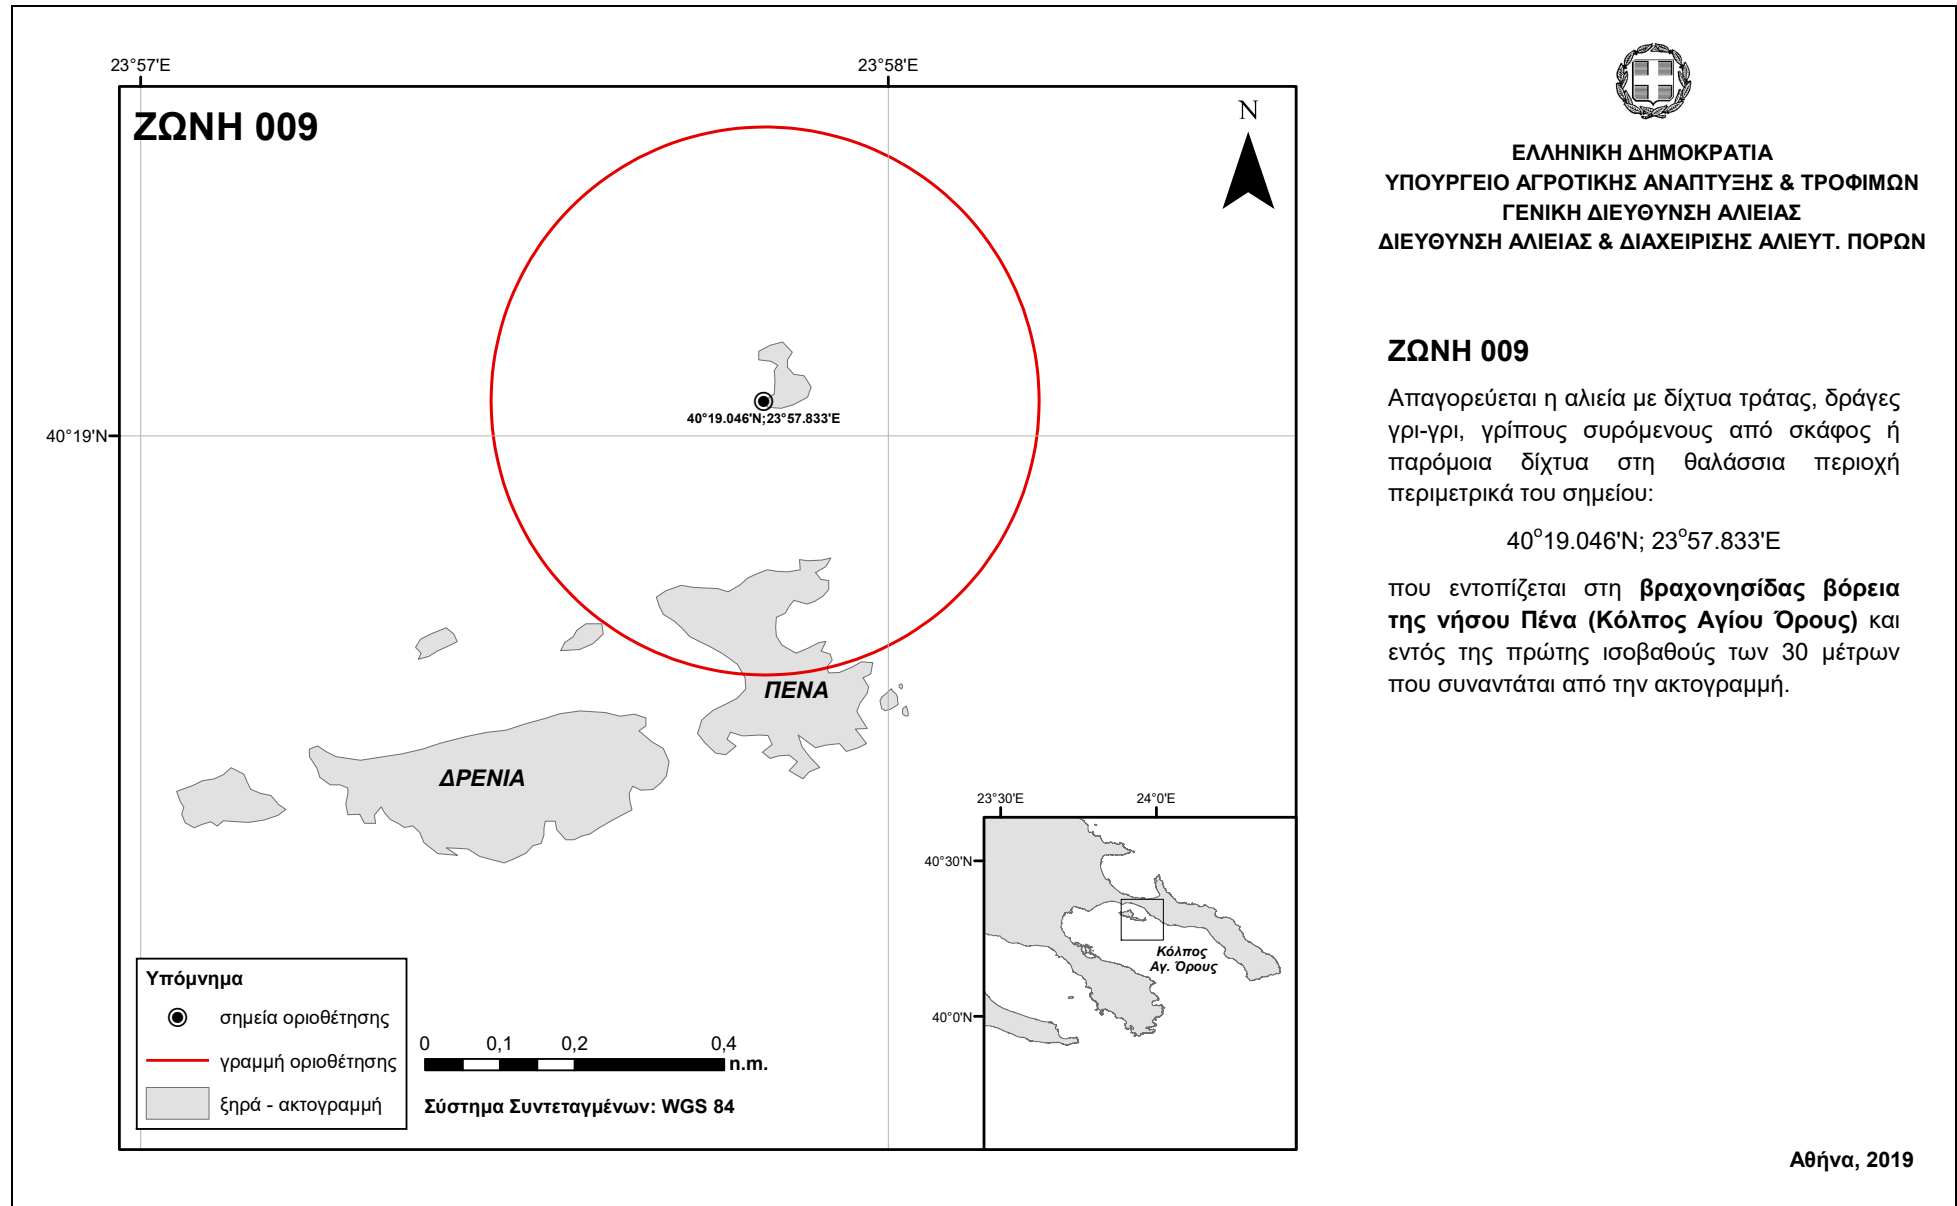 23°57'E
23°58'E
ΖΩΝΗ 009
N
40°19.046'N;23°57.833'E
40°19'N
ΠΕΝΑ
ΔΡΕΝΙΑ
23°30'E
24°0'E
40°30'N
40°0'N
Κόλπος
Αγ. Όρους
Υπόμνημα
σημεία οριοθέτησης
γραμμή οριοθέτησης
ξηρά - ακτογραμμή
0 0,1 0,2 0,4
n.m.
Σύστημα Συντεταγμένων: WGS 84
ΕΛΛΗΝΙΚΗ ΔΗΜΟΚΡΑΤΙΑ
ΥΠΟΥΡΓΕΙΟ ΑΓΡΟΤΙΚΗΣ ΑΝΑΠΤΥΞΗΣ & ΤΡΟΦΙΜΩΝ
ΓΕΝΙΚΗ ΔΙΕΥΘΥΝΣΗ ΑΛΙΕΙΑΣ
ΔΙΕΥΘΥΝΣΗ ΑΛΙΕΙΑΣ & ΔΙΑΧΕΙΡΙΣΗΣ ΑΛΙΕΥΤ. ΠΟΡΩΝ
ΖΩΝΗ 009
Απαγορεύεται η αλιεία με δίχτυα τράτας, δράγες
γρι-γρι, γρίπους συρόμενους από σκάφος ή
παρόμοια δίχτυα στη θαλάσσια περιοχή
περιμετρικά του σημείου:
40°19.046'N; 23°57.833'E
που εντοπίζεται στη βραχονησίδας βόρεια
της νήσου Πένα (Κόλπος Αγίου Όρους) και
εντός της πρώτης ισοβαθούς των 30 μέτρων
που συναντάται από την ακτογραμμή.
Αθήνα, 2019